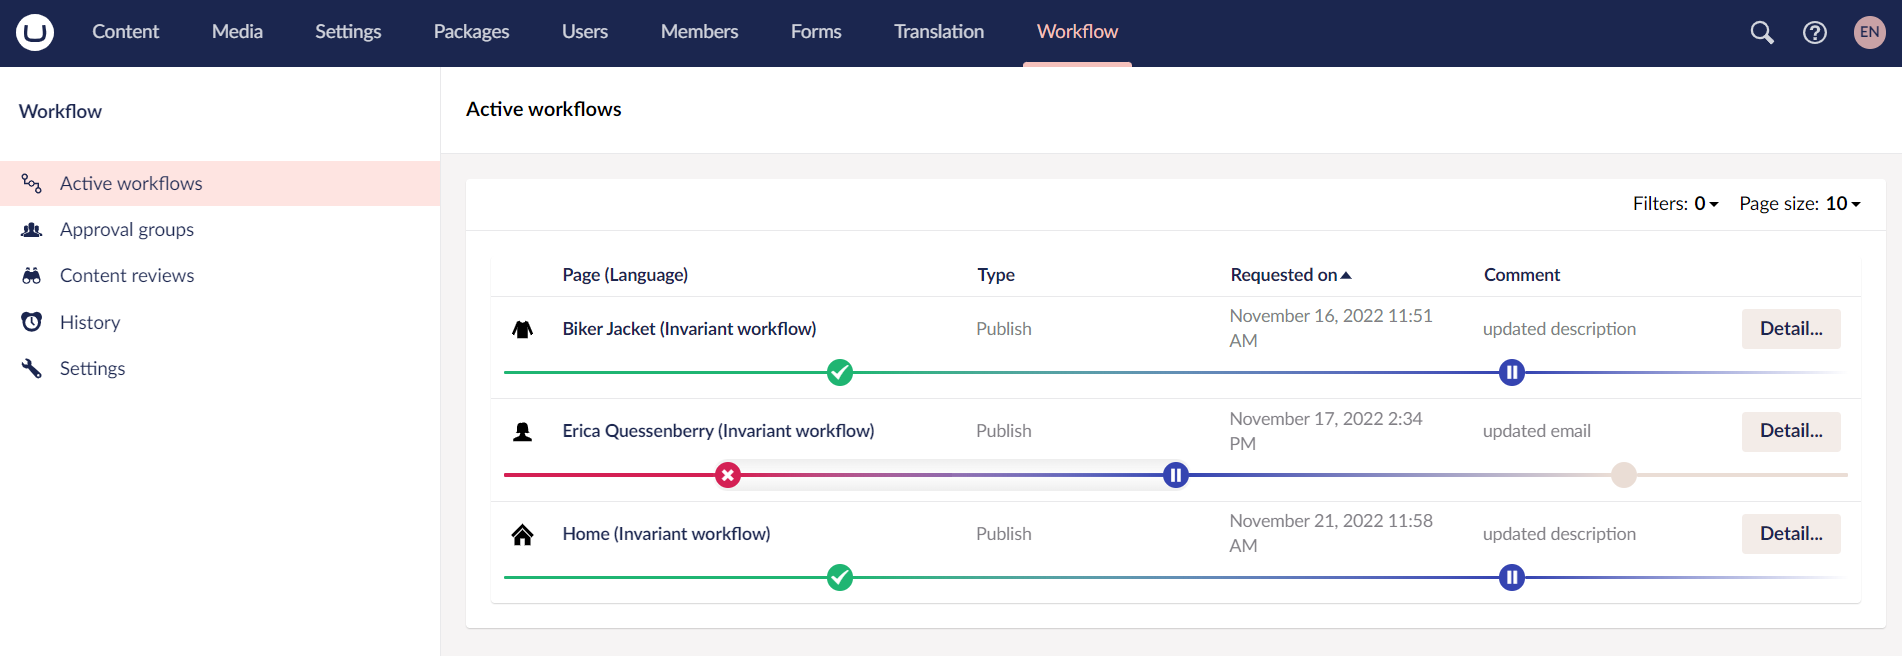 Content Media Settings Packages Users Members Forms Translation Workflow EN
Workflow
Active workflows
Approval groups
Content reviews
History
Settings
Active workflows
Filters: 0 Page size: 10
Page (Language) Type Requested on Comment
Biker Jacket (Invariant workflow) Publish November 16, 2022 11:51 AM updated description Detail...
Erica Quessenberry (Invariant workflow) Publish November 17, 2022 2:34 PM updated email Detail...
Home (Invariant workflow) Publish November 21, 2022 11:58 AM updated description Detail...